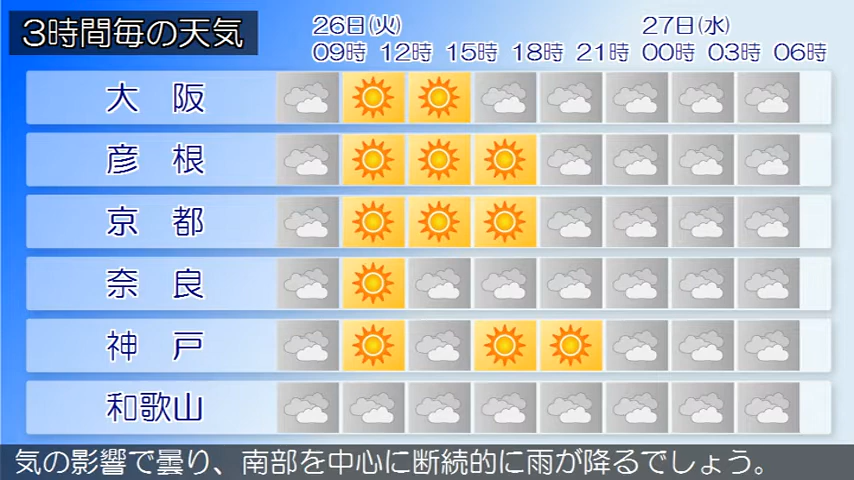 3時間毎の天気
26日(火) 27日(水)
09時 12時 15時 18時 21時 00時 03時 06時
大阪
彦根
京都
奈良
神戸
和歌山
気の影響で曇り、南部を中心に断続的に雨が降るでしょう。